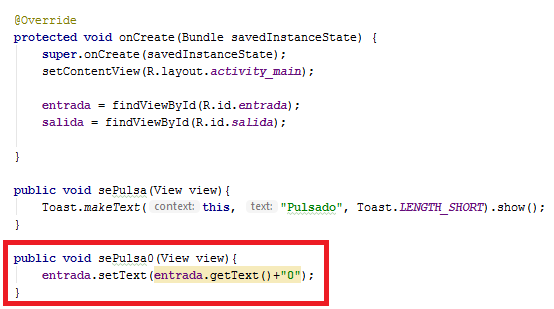 @Override
protected void onCreate(Bundle savedInstanceState) {
super.onCreate(savedInstanceState);
setContentView(R.layout.activity_main);
entrada = findViewById(R.id.entrada);
salida = findViewById(R.id.salida);
}
public void sePulsa(View view){
Toast.makeText( context: this, text: "Pulsado", Toast.LENGTH_SHORT).show();
}
public void sePulsa0(View view){
entrada.setText(entrada.getText()+"0");
}